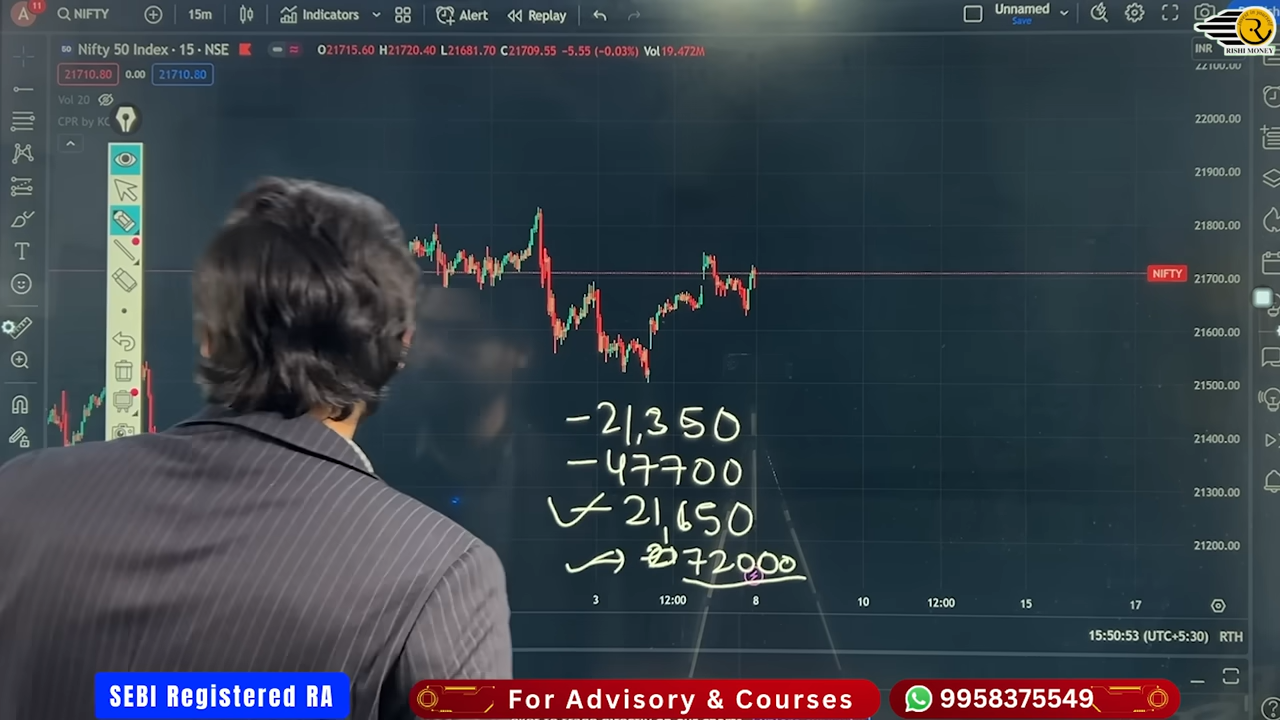 A 11 NIFTY 15m Indicators Alert Replay Unnamed Save Publish
Nifty 50 Index · 15 · NSE O21715.60 H21720.40 L21681.70 C21709.55 -5.55 (-0.03%) Vol19.472M
INR
RISHI MONEY
21710.80 0.00 21710.80
Vol 20
CPR by KG
22100.00
22000.00
21900.00
21800.00
NIFTY
21700.00
21600.00
21500.00
21400.00
21300.00
21200.00
-21,350
-47700
21,650
72000
3 12:00 8 10 12:00 15 17
15:50:53 (UTC+5:30) RTH
SEBI Registered RA
For Advisory & Courses
9958375549